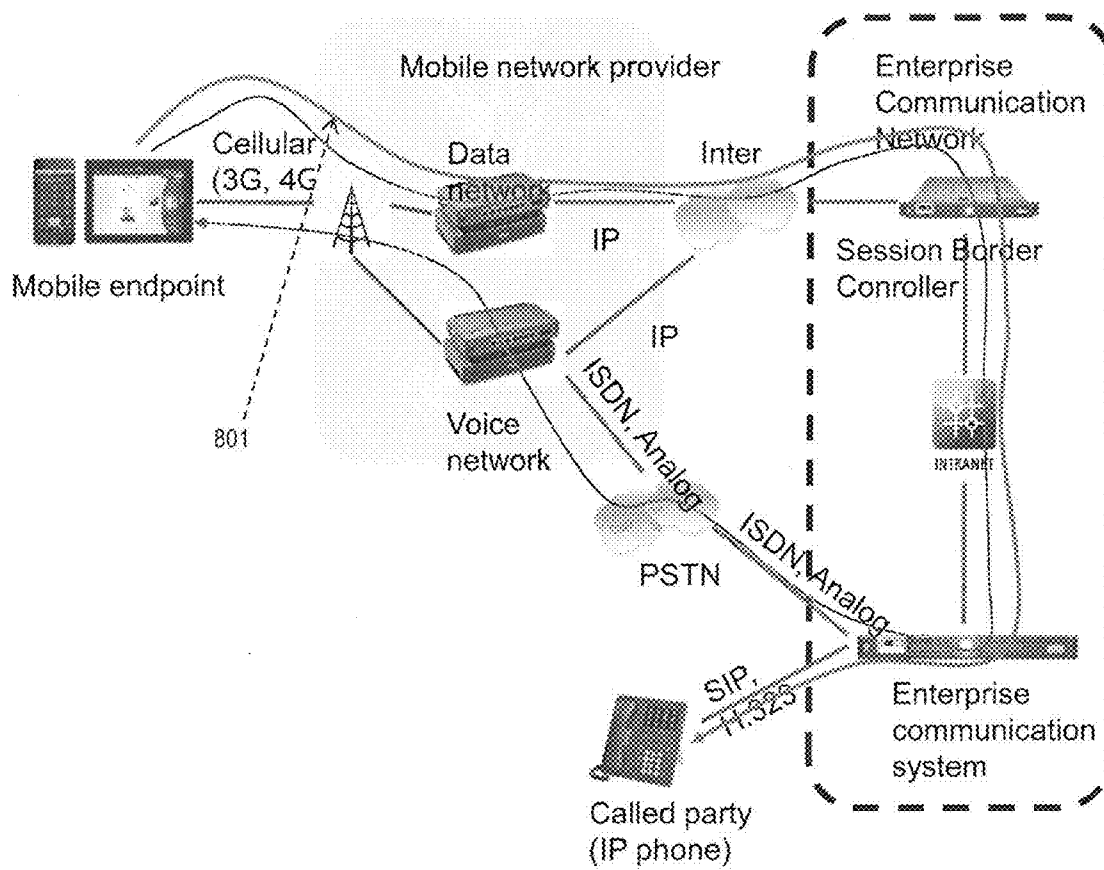 Mobile network provider
Enterprise
Communication
Network
Cellular
(3G, 4G
Data
network
Inter
IP
Mobile endpoint
Session Border
Conroller
IP
801
Voice
network
ISDN, Analog
INTRANET
PSTN
ISDN, Analog
SIP,
H.323
Enterprise
communication
system
Called party
(IP phone)